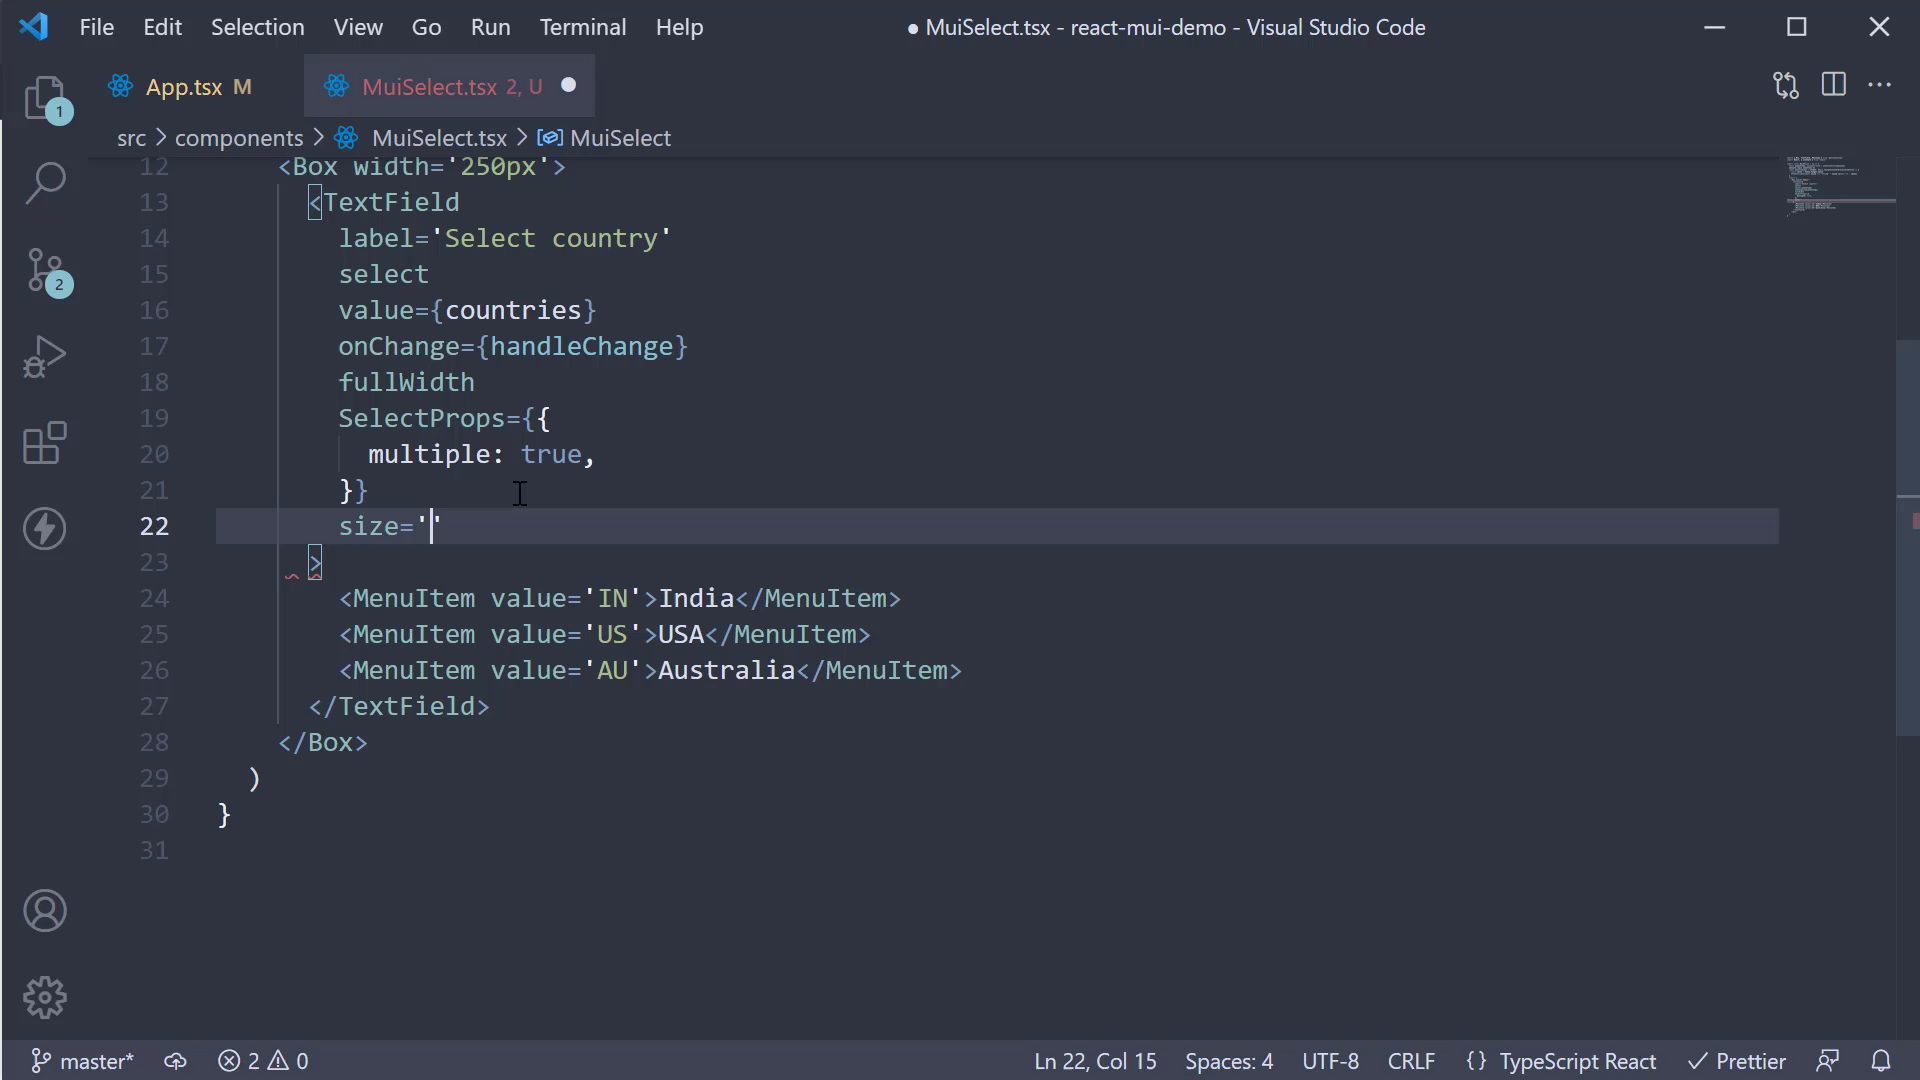 File Edit Selection View Go Run Terminal Help
● MuiSelect.tsx - react-mui-demo - Visual Studio Code
App.tsx M
MuiSelect.tsx 2, U ●
src > components > MuiSelect.tsx > MuiSelect
1
2
12 <Box width='250px'>
13 <TextField
14 label='Select country'
15 select
16 value={countries}
17 onChange={handleChange}
18 fullWidth
19 SelectProps={{
20 multiple: true,
21 }}
22 size=''
23 >
24 <MenuItem value='IN'>India</MenuItem>
25 <MenuItem value='US'>USA</MenuItem>
26 <MenuItem value='AU'>Australia</MenuItem>
27 </TextField>
28 </Box>
29 )
30 }
31
master* 2 0 Ln 22, Col 15 Spaces: 4 UTF-8 CRLF {} TypeScript React Prettier